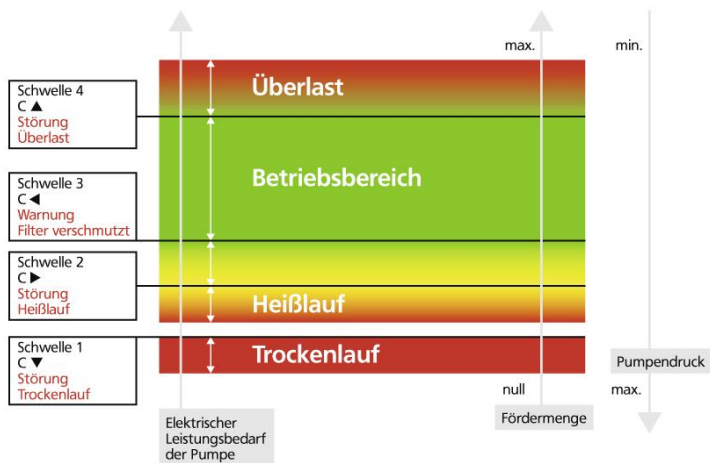 max.
min.
Schwelle 4
C ▲
Störung
Überlast
Überlast
Betriebsbereich
Schwelle 3
C ◀
Warnung
Filter verschmutzt
Schwelle 2
C ▶
Störung
Heißlauf
Heißlauf
Schwelle 1
C ▼
Störung
Trockenlauf
Trockenlauf
Pumpendruck
null
max.
Fördermenge
Elektrischer
Leistungsbedarf
der Pumpe